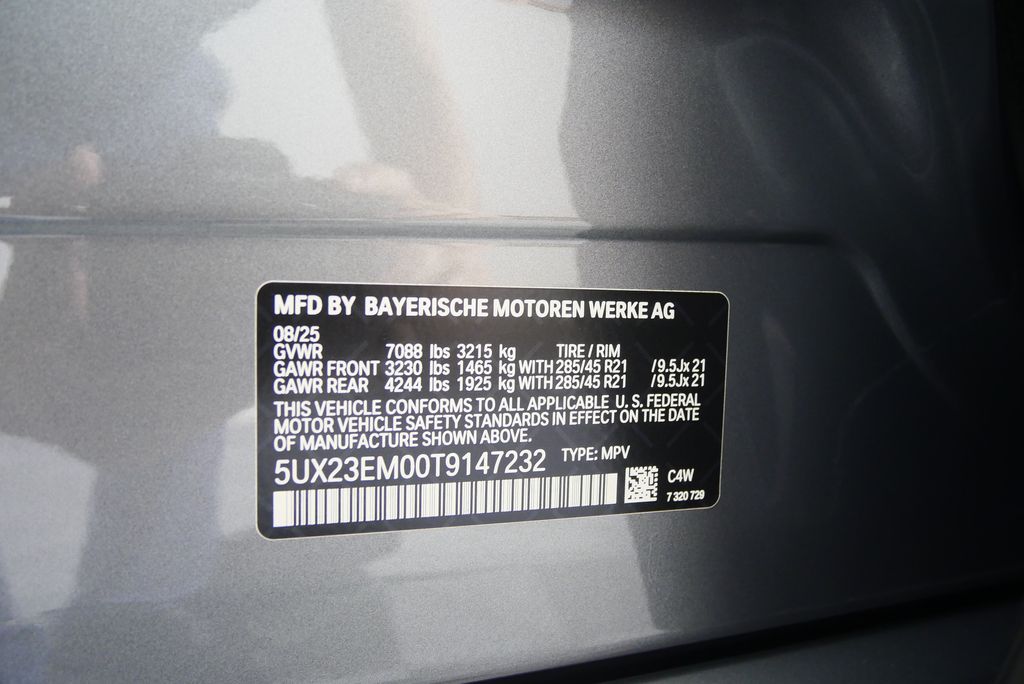 MFD BY BAYERISCHE MOTOREN WERKE AG
08/25
GVWR 7088 lbs 3215 kg TIRE / RIM
GAWR FRONT 3230 lbs 1465 kg WITH 285/45 R21 /9.5Jx 21
GAWR REAR 4244 lbs 1925 kg WITH 285/45 R21 /9.5Jx 21
THIS VEHICLE CONFORMS TO ALL APPLICABLE U. S. FEDERAL
MOTOR VEHICLE SAFETY STANDARDS IN EFFECT ON THE DATE
OF MANUFACTURE SHOWN ABOVE.
5UX23EM00T9147232 TYPE: MPV
C4W
7 320 729